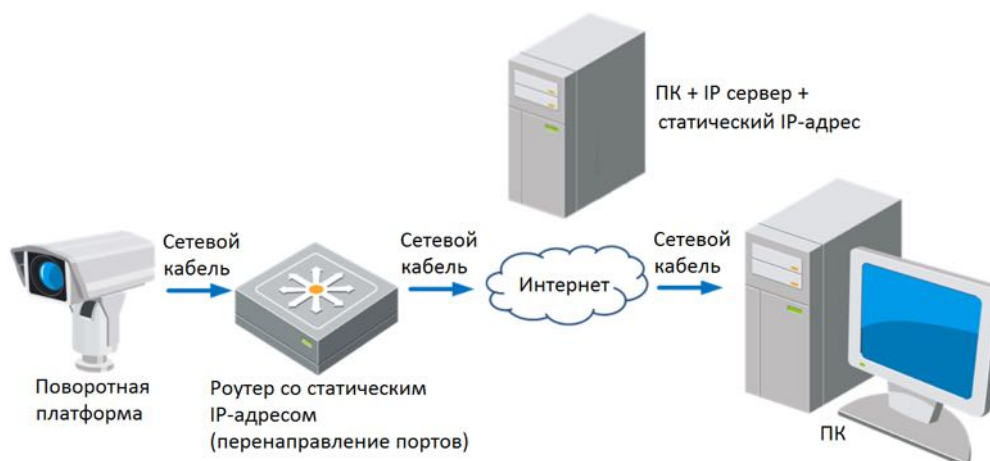 ПК + IP сервер +
статический IP-адрес
Сетевой
кабель
Сетевой
кабель
Сетевой
кабель
Интернет
Поворотная
платформа
Роутер со статическим
IP-адресом
(перенаправление портов)
ПК